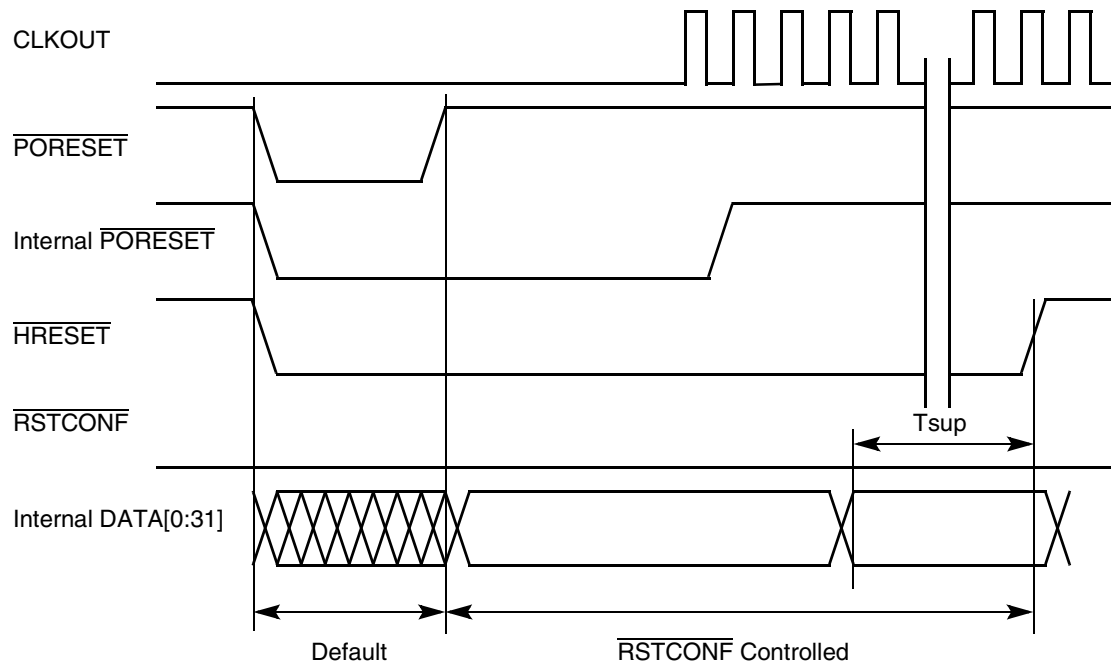 CLKOUT
PORESET
Internal PORESET
HRESET
RSTCONF
Tsup
Internal DATA[0:31]
Default
RSTCONF Controlled